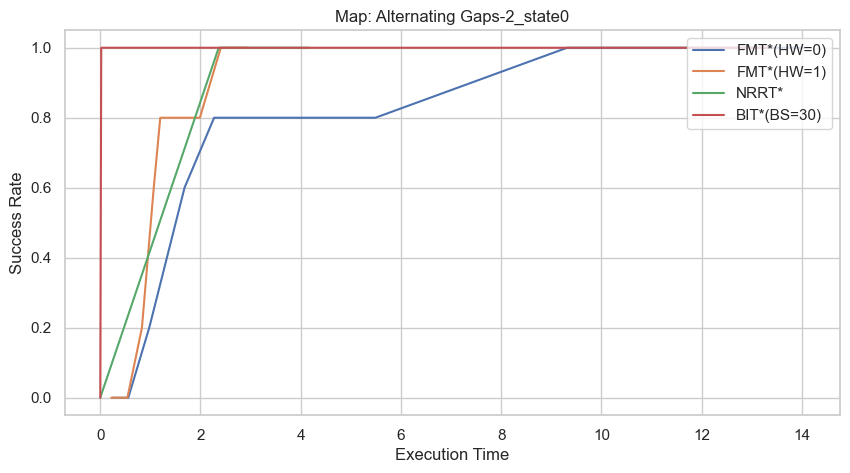 Map: Alternating Gaps-2_state0
1.0
0.8
0.6
0.4
0.2
0.0
Success Rate
0 2 4 6 8 10 12 14
Execution Time
FMT*(HW=0)
FMT*(HW=1)
NRRT*
BIT*(BS=30)